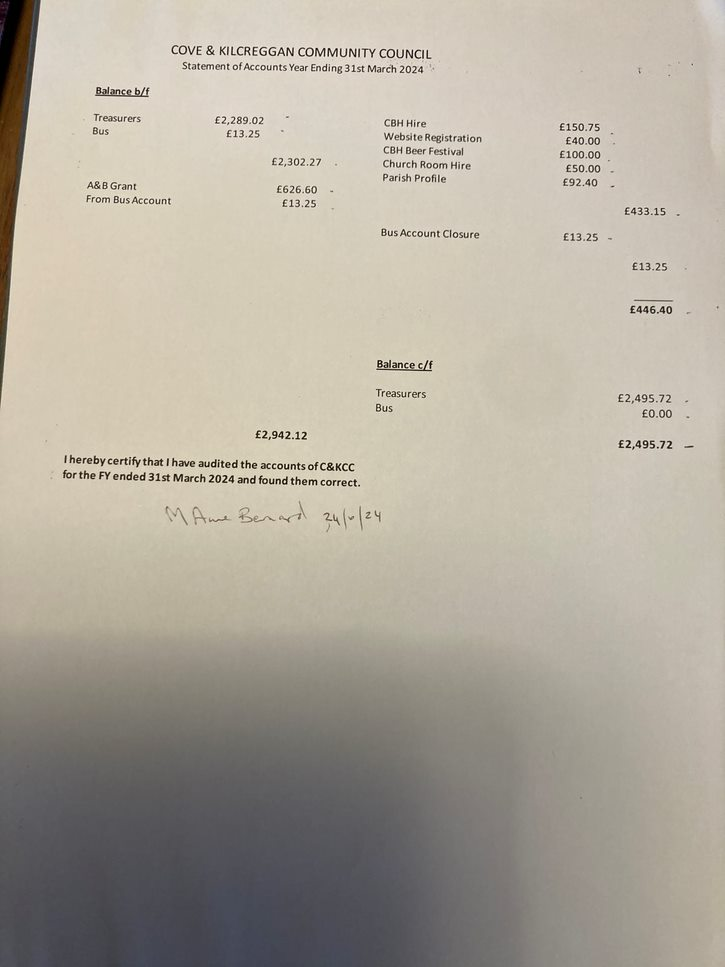 COVE & KILCREGGAN COMMUNITY COUNCIL
Statement of Accounts Year Ending 31st March 2024
Balance b/f
Treasurers £2,289.02
Bus £13.25
£2,302.27
A&B Grant £626.60
From Bus Account £13.25
CBH Hire £150.75
Website Registration £40.00
CBH Beer Festival £100.00
Church Room Hire £50.00
Parish Profile £92.40
£433.15
Bus Account Closure £13.25
£13.25
£446.40
Balance c/f
Treasurers £2,495.72
Bus £0.00
£2,942.12
£2,495.72
I hereby certify that I have audited the accounts of C&KCC
for the FY ended 31st March 2024 and found them correct.
M Anne Benard